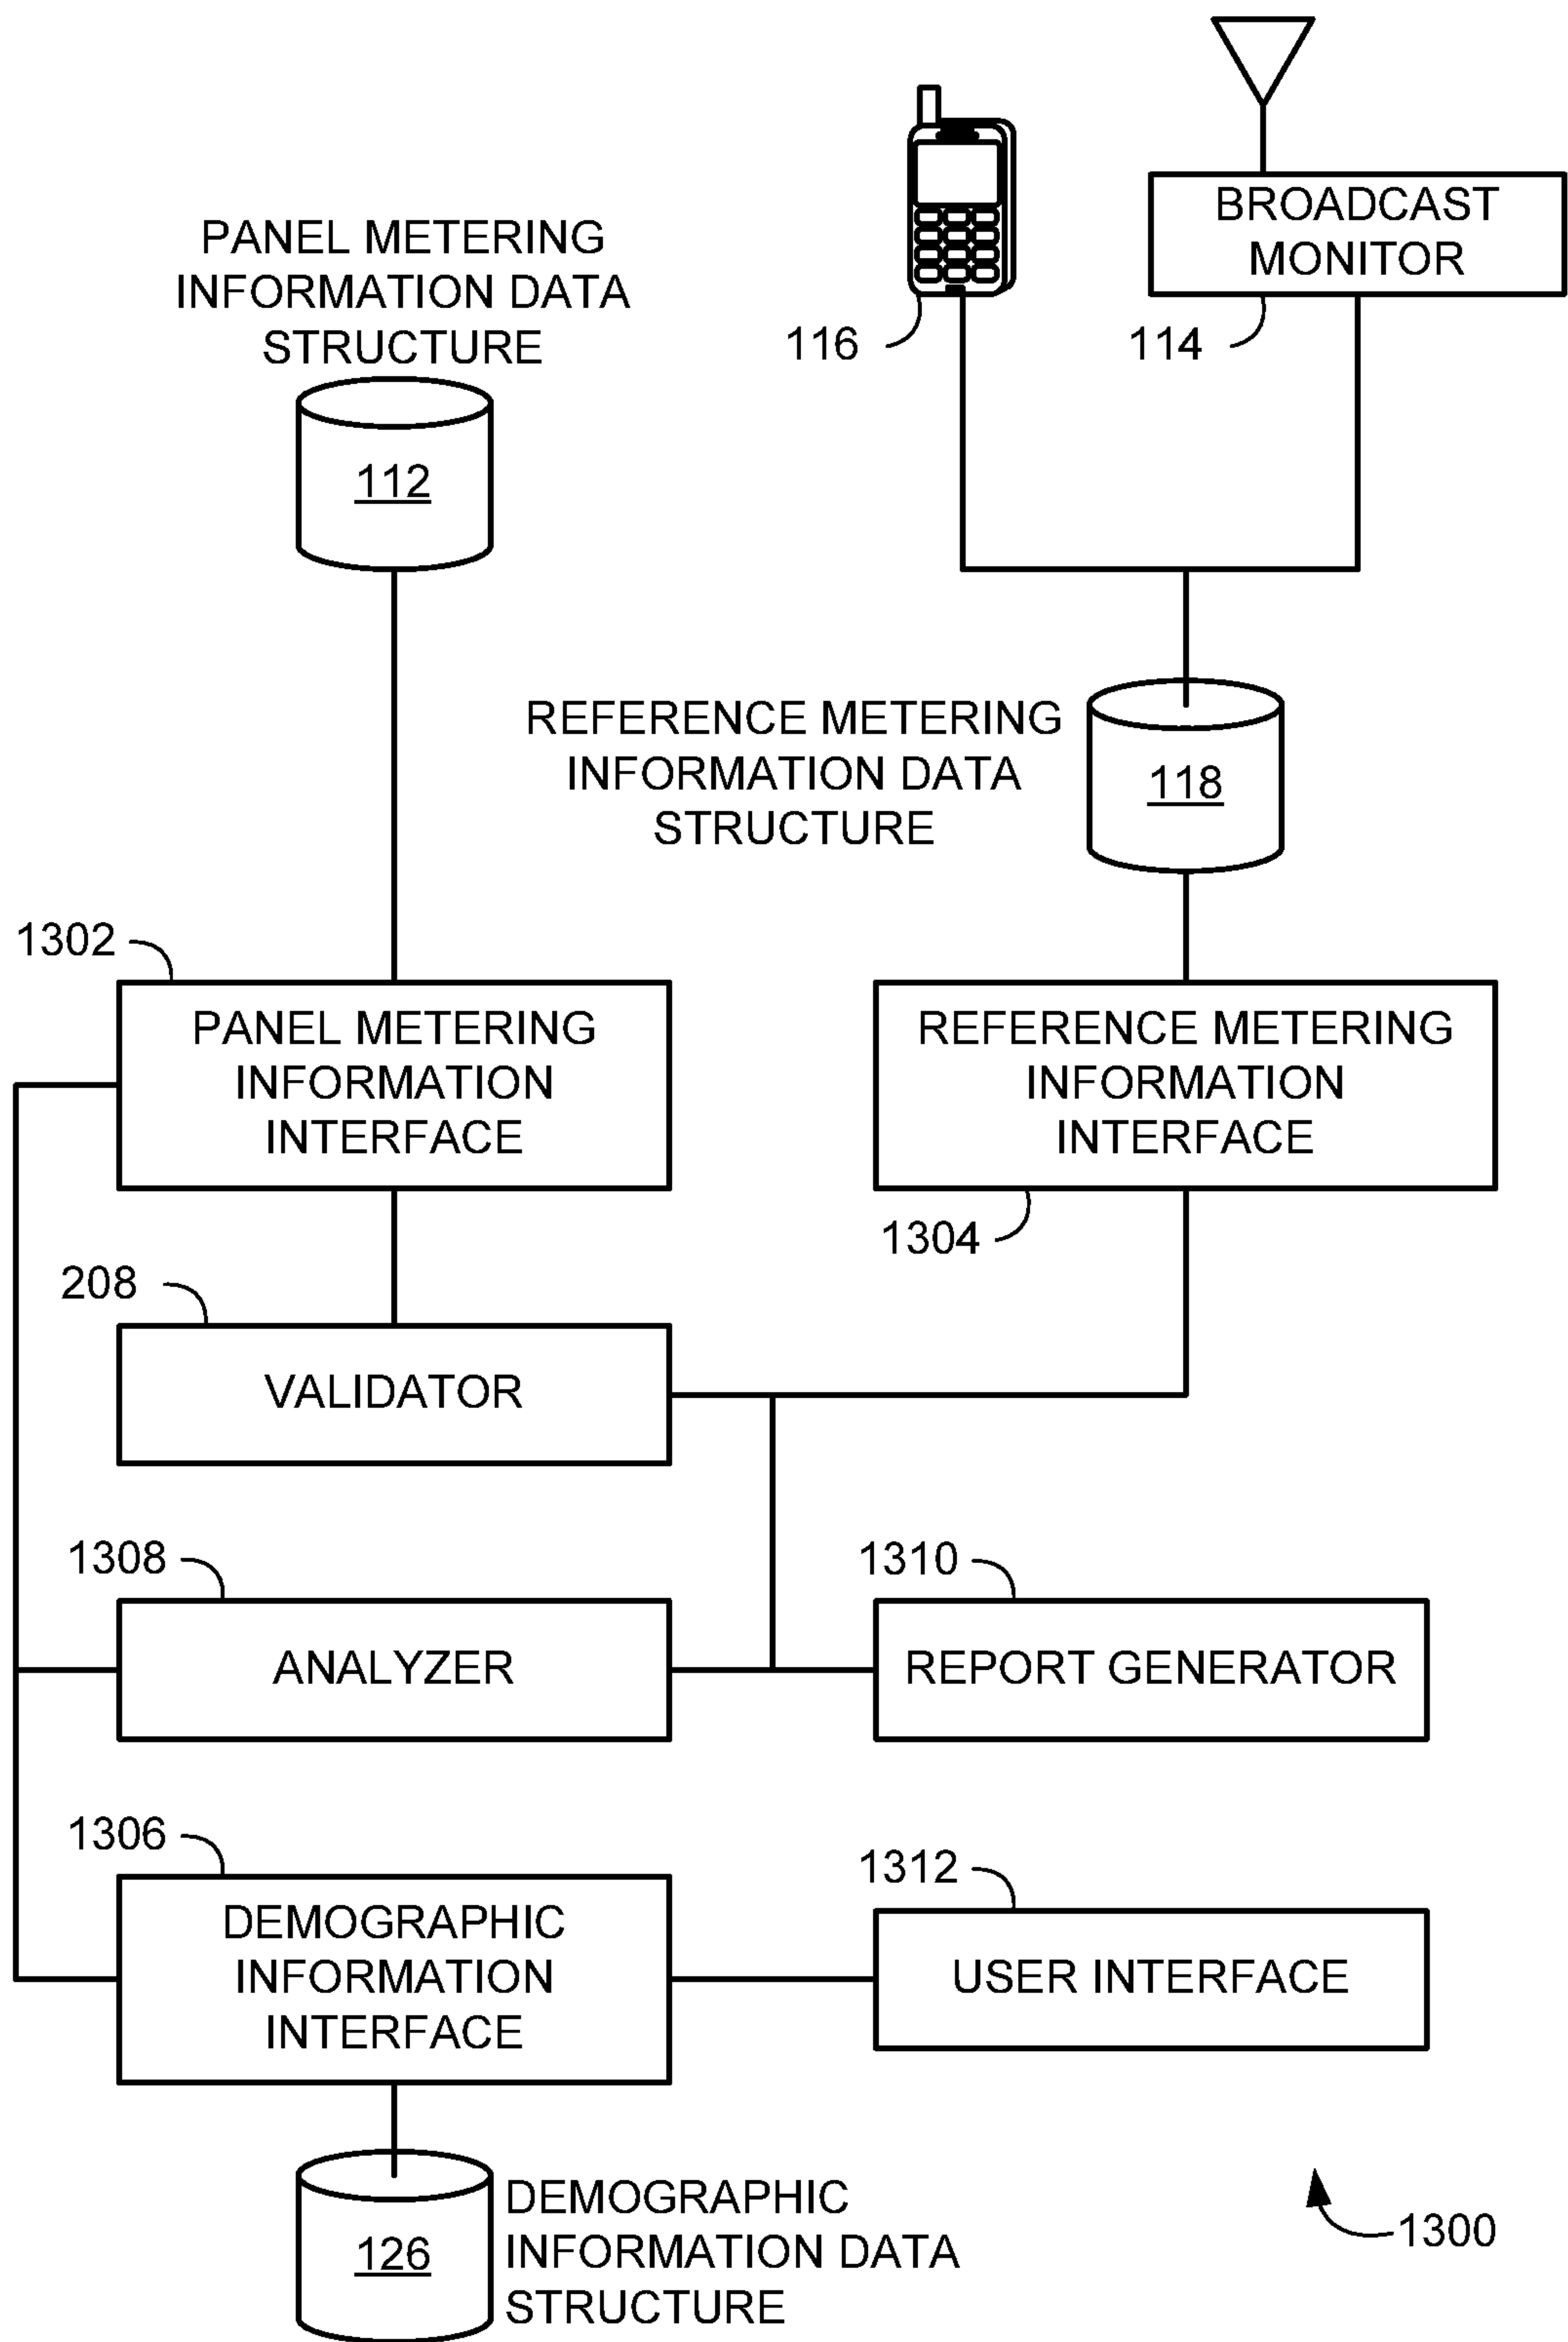 BROADCAST
MONITOR
PANEL METERING
INFORMATION DATA
STRUCTURE
116
114
112
REFERENCE METERING
INFORMATION DATA
STRUCTURE
118
1302
PANEL METERING
INFORMATION
INTERFACE
REFERENCE METERING
INFORMATION
INTERFACE
1304
208
VALIDATOR
1308
ANALYZER
1310
REPORT GENERATOR
1306
DEMOGRAPHIC
INFORMATION
INTERFACE
1312
USER INTERFACE
126
DEMOGRAPHIC
INFORMATION DATA
STRUCTURE
1300